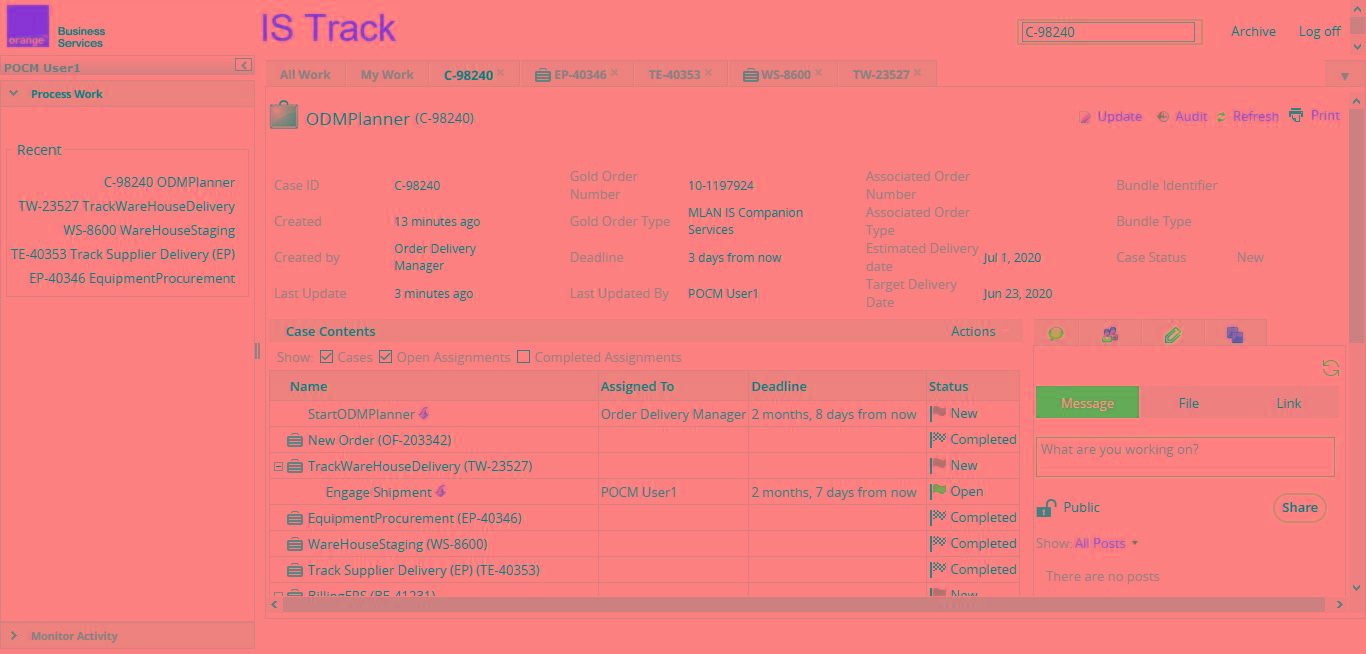 orange™
Business
Services
IS Track
C-98240
Archive
Log off
POCM User1
All Work
My Work
C-98240
EP-40346
TE-40353
WS-8600
TW-23527
Process Work
ODMPlanner (C-98240)
Update
Audit
Refresh
Print
Recent
C-98240 ODMPlanner
TW-23527 TrackWareHouseDelivery
WS-8600 WareHouseStaging
TE-40353 Track Supplier Delivery (EP)
EP-40346 EquipmentProcurement
Case ID
C-98240
Gold Order
Number
10-1197924
Associated Order
Number
Bundle Identifier
Created
13 minutes ago
Gold Order Type
MLAN IS Companion
Services
Associated Order
Type
Bundle Type
Created by
Order Delivery
Manager
Deadline
3 days from now
Estimated Delivery
date
Jul 1, 2020
Case Status
New
Last Update
3 minutes ago
Last Updated By
POCM User1
Target Delivery
Date
Jun 23, 2020
Case Contents
Actions
Show: Cases Open Assignments Completed Assignments
Name Assigned To Deadline Status
StartODMPlanner Order Delivery Manager 2 months, 8 days from now New
New Order (OF-203342) Completed
TrackWareHouseDelivery (TW-23527) New
Engage Shipment POCM User1 2 months, 7 days from now Open
EquipmentProcurement (EP-40346) Completed
WareHouseStaging (WS-8600) Completed
Track Supplier Delivery (EP) (TE-40353) Completed
New
Message
File
Link
What are you working on?
Public
Share
Show: All Posts
There are no posts
Monitor Activity